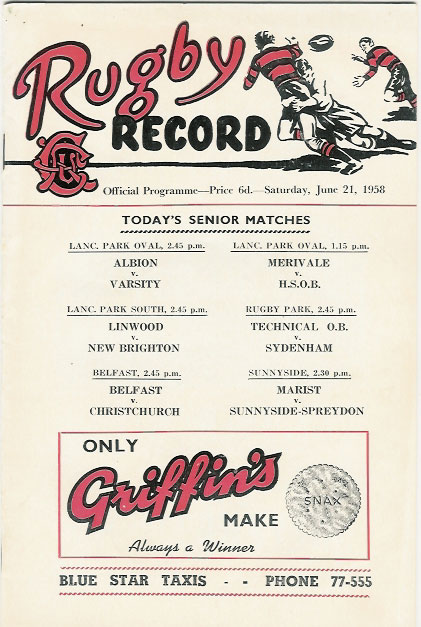 Rugby
RECORD
CRU
Official Programme—Price 6d.—Saturday, June 21, 1958
TODAY'S SENIOR MATCHES
LANC. PARK OVAL, 2.45 p.m.
ALBION
v.
VARSITY
LANC. PARK OVAL, 1.15 p.m.
MERIVALE
v.
H.S.O.B.
LANC. PARK SOUTH, 2.45 p.m.
LINWOOD
v.
NEW BRIGHTON
RUGBY PARK, 2.45 p.m.
TECHNICAL O.B.
v.
SYDENHAM
BELFAST, 2.45 p.m.
BELFAST
v.
CHRISTCHURCH
SUNNYSIDE, 2.30 p.m.
MARIST
v.
SUNNYSIDE-SPREYDON
ONLY
Griffin's
MAKE
SNAX
Always a Winner
BLUE STAR TAXIS - - PHONE 77-555